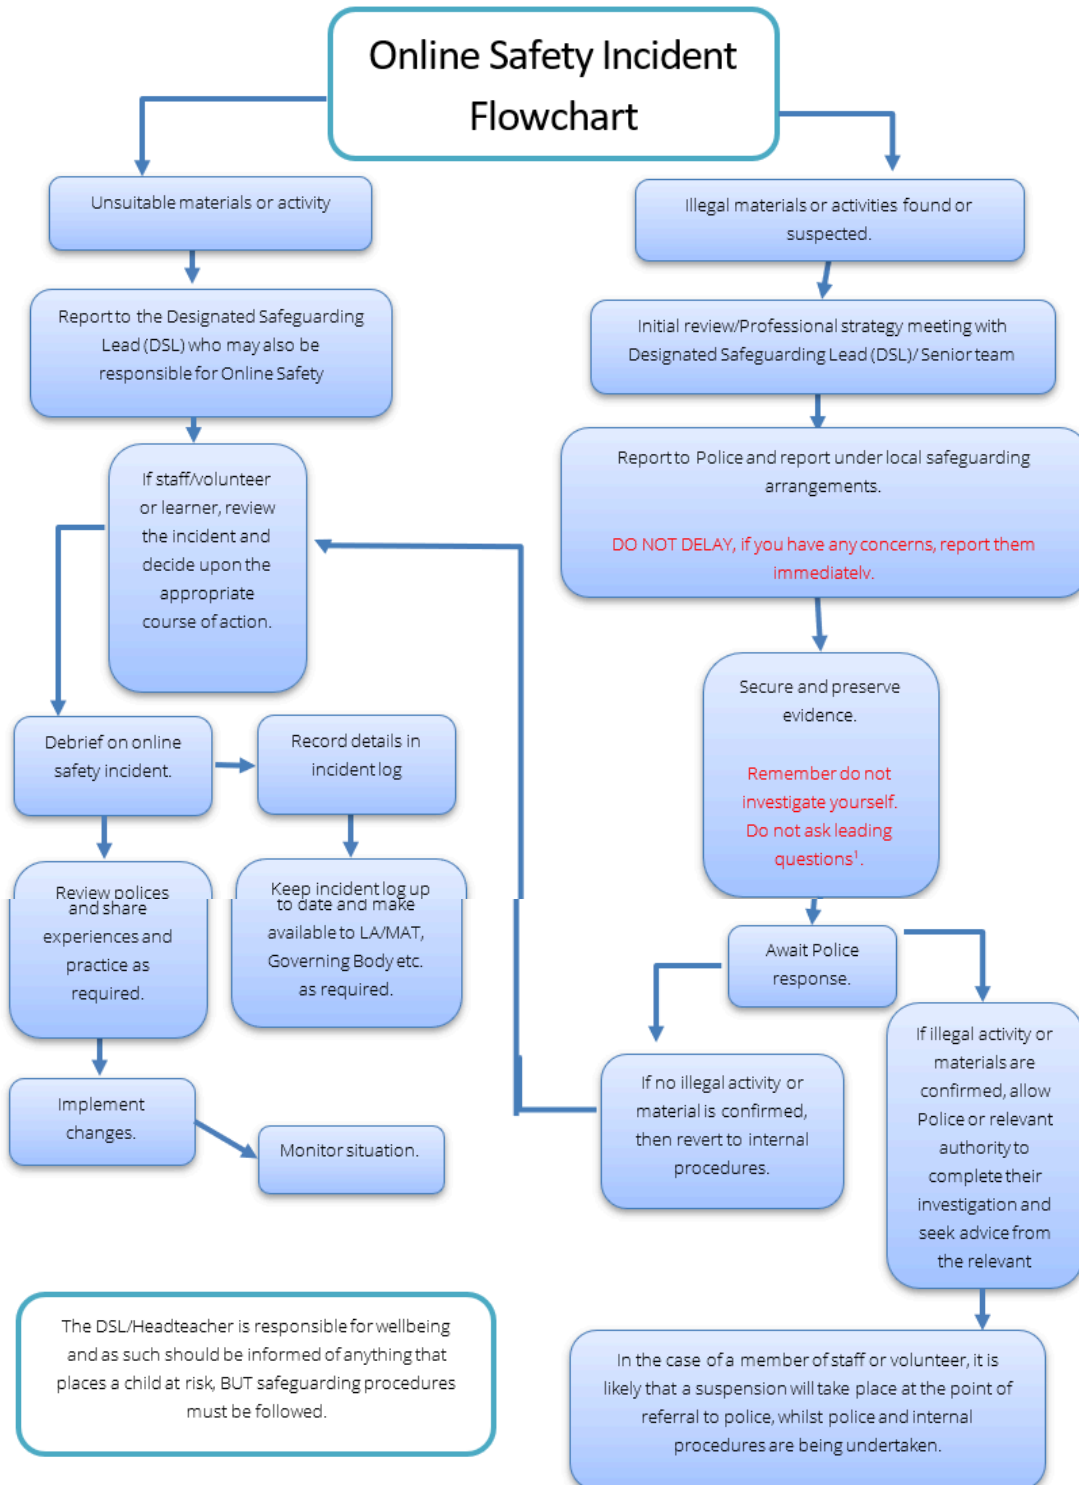 Online Safety Incident
Flowchart
Unsuitable materials or activity
Report to the Designated Safeguarding
Lead (DSL) who may also be
responsible for Online Safety
If staff/volunteer
or learner, review
the incident and
decide upon the
appropriate
course of action.
Debrief on online
safety incident.
Record details in
incident log
Review polices
and share
experiences and
practice as
required.
Keep incident log up
to date and make
available to LA/MAT,
Governing Body etc.
as required.
Implement
changes.
Monitor situation.
The DSL/Headteacher is responsible for wellbeing
and as such should be informed of anything that
places a child at risk, BUT safeguarding procedures
must be followed.
Illegal materials or activities found or
suspected.
Initial review/Professional strategy meeting with
Designated Safeguarding Lead (DSL)/ Senior team
Report to Police and report under local safeguarding
arrangements.
DO NOT DELAY, if you have any concerns, report them
immediately.
Secure and preserve
evidence.
Remember do not
investigate yourself.
Do not ask leading
questions¹.
Await Police
response.
If no illegal activity or
material is confirmed,
then revert to internal
procedures.
If illegal activity or
materials are
confirmed, allow
Police or relevant
authority to
complete their
investigation and
seek advice from
the relevant
In the case of a member of staff or volunteer, it is
likely that a suspension will take place at the point of
referral to police, whilst police and internal
procedures are being undertaken.